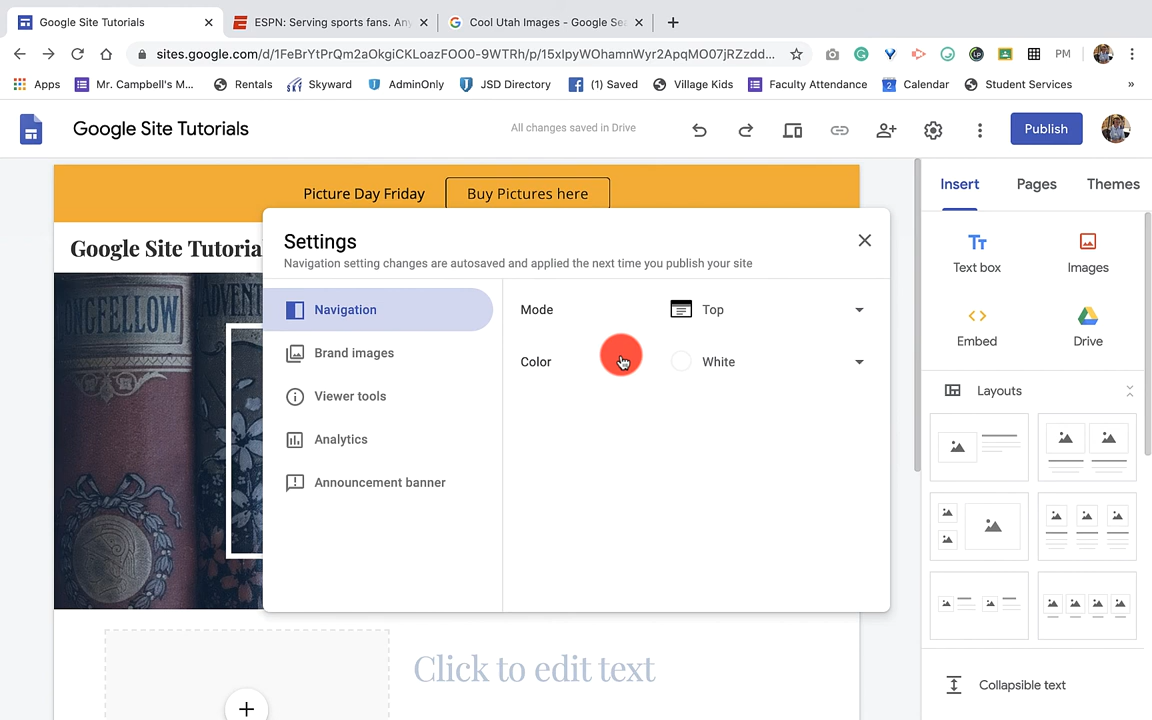 Google Site Tutorials
ESPN: Serving sports fans. Any
Cool Utah Images - Google Sea
sites.google.com/d/1FeBrYtPrQm2aOkgiCKLoazFOO0-9WTRh/p/15xlpyWOhamnWyr2ApqMO07jRZzdd...
PM
Apps
Mr. Campbell's M...
Rentals
Skyward
AdminOnly
JSD Directory
(1) Saved
Village Kids
Faculty Attendance
Calendar
Student Services
»
Google Site Tutorials
All changes saved in Drive
Publish
Picture Day Friday
Buy Pictures here
Insert
Pages
Themes
Google Site Tutoria
Settings
Navigation setting changes are autosaved and applied the next time you publish your site
Navigation
Brand images
Viewer tools
Analytics
Announcement banner
Mode
Top
Color
White
Text box
Images
Embed
Drive
Layouts
Collapsible text
ONGFELLOW
Click to edit text